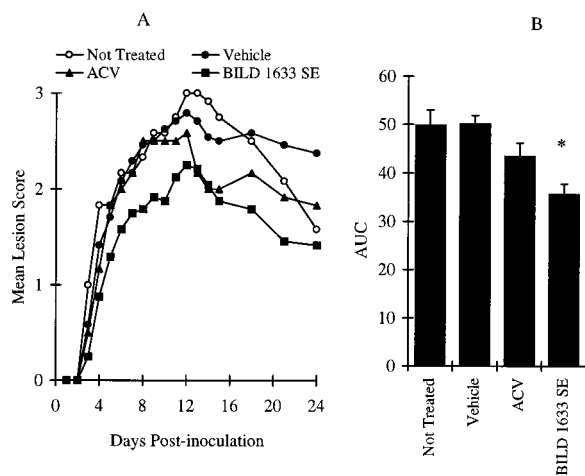 A
B
Not Treated
Vehicle
ACV
BILD 1633 SE
3
2
1
0
Mean Lesion Score
0 4 8 12 16 20 24
Days Post-inoculation
60
50
40
30
20
10
0
AUC
*
Not Treated
Vehicle
ACV
BILD 1633 SE